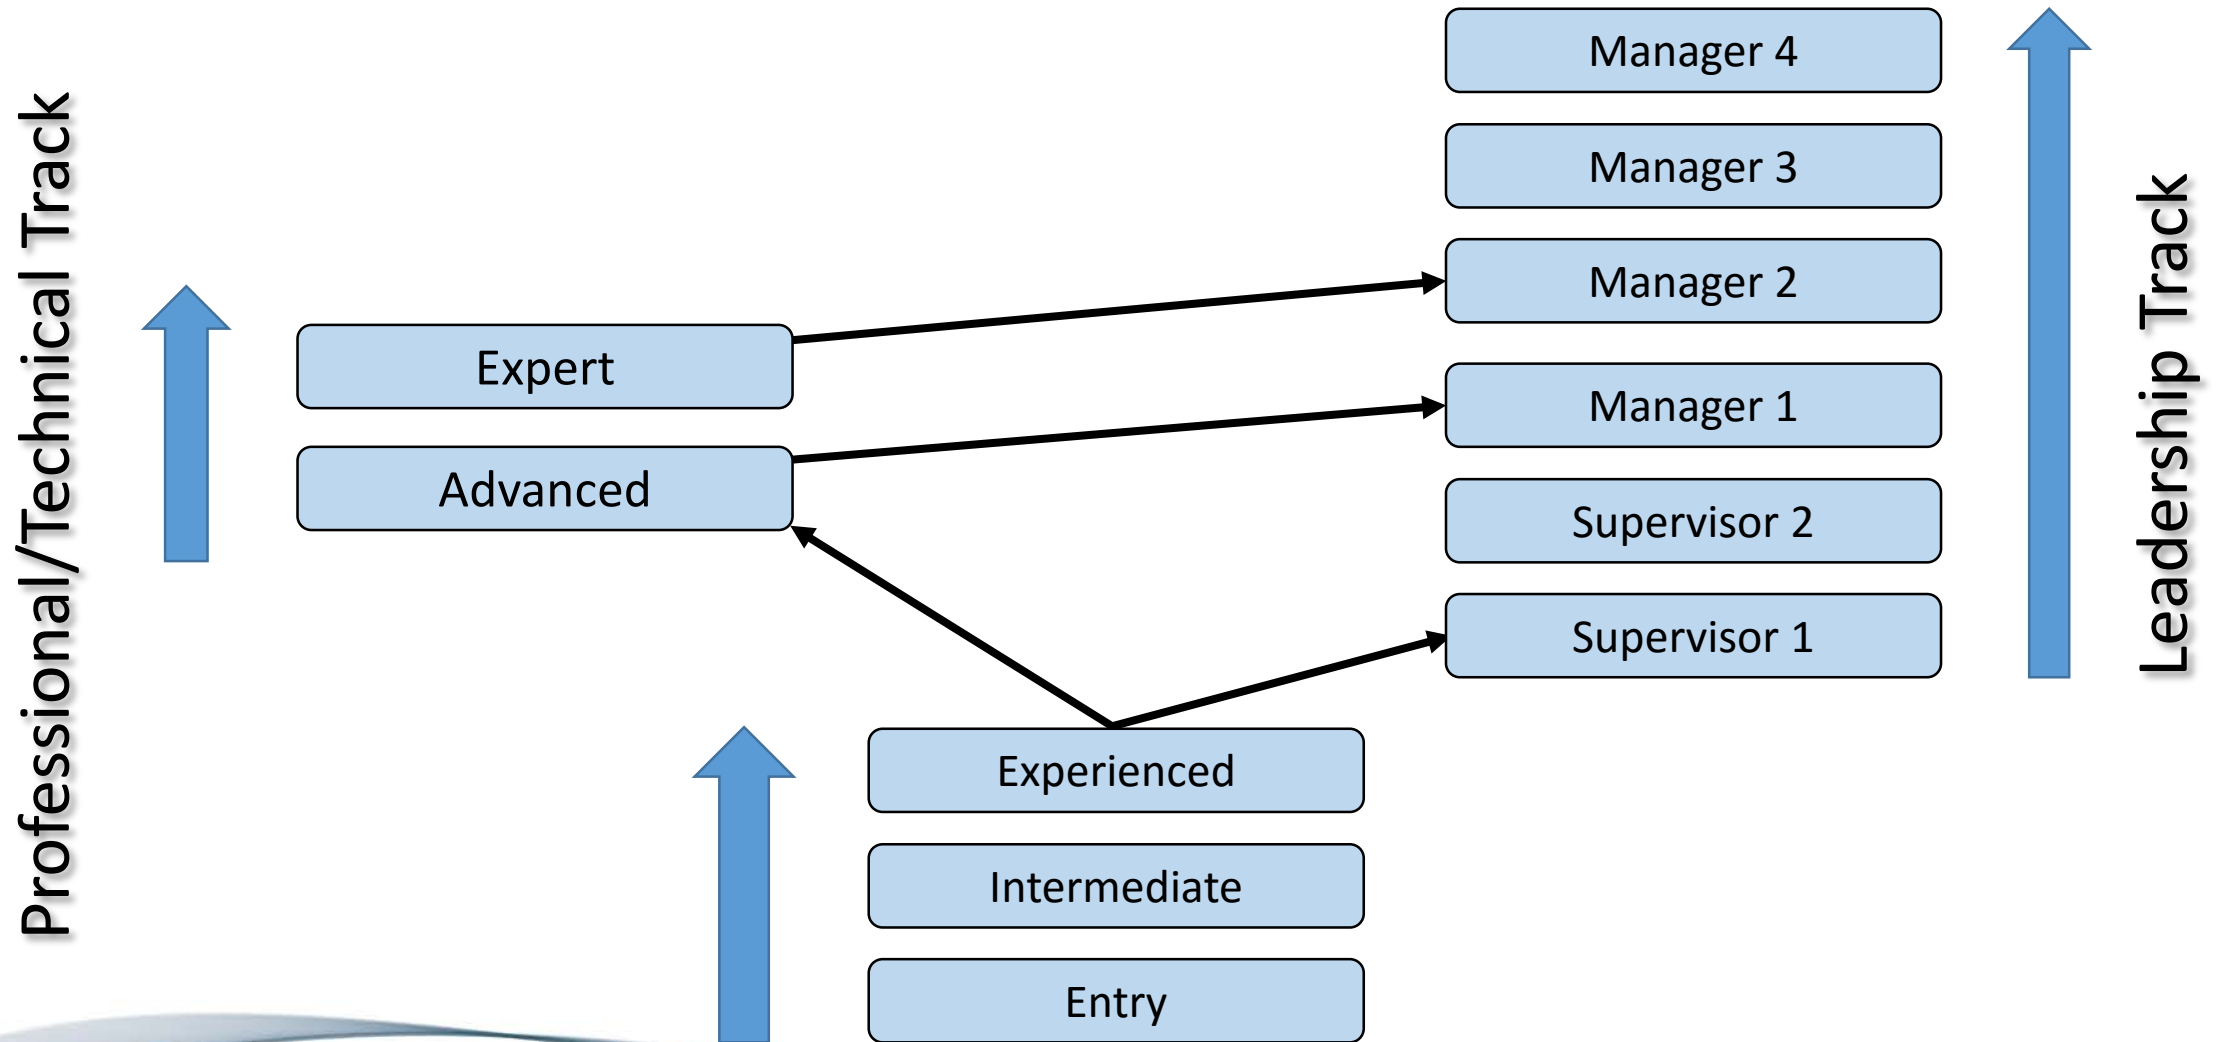 Professional/Technical Track
Expert
Advanced
Manager 4
Manager 3
Manager 2
Manager 1
Supervisor 2
Supervisor 1
Leadership Track
Experienced
Intermediate
Entry